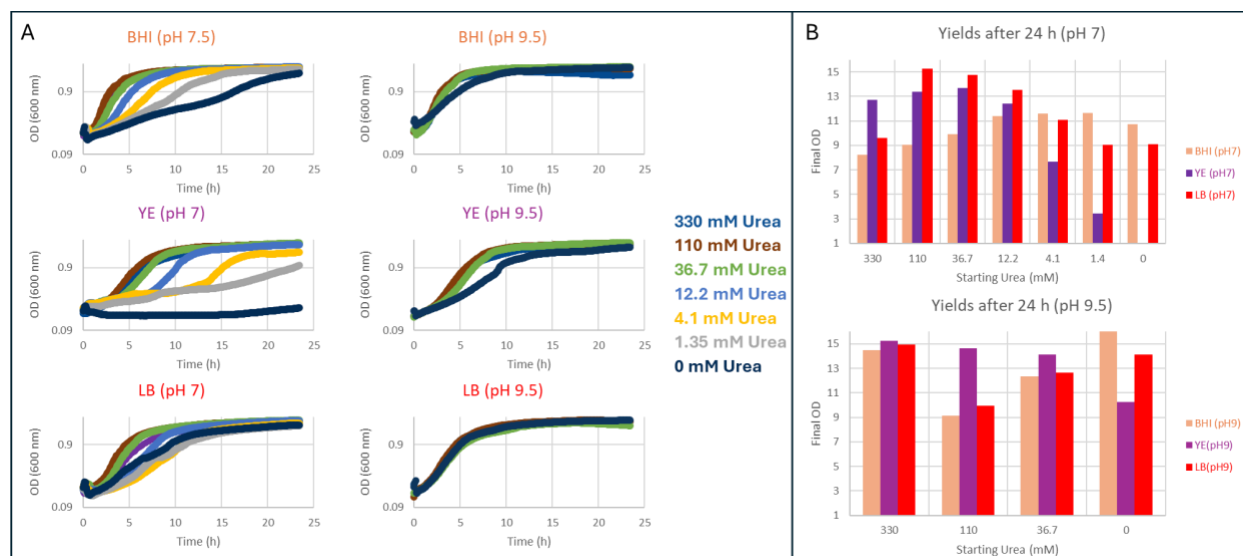 A
BHI (pH 7.5)
OD (600 nm)
0.9
0.09
0 5 10 15 20 25
Time (h)
BHI (pH 9.5)
OD (600 nm)
0.9
0.09
0 5 10 15 20 25
Time (h)
YE (pH 7)
OD (600 nm)
0.9
0.09
0 5 10 15 20 25
Time (h)
YE (pH 9.5)
OD (600 nm)
0.9
0.09
0 5 10 15 20 25
Time (h)
LB (pH 7)
OD (600 nm)
0.9
0.09
0 5 10 15 20 25
Time (h)
LB (pH 9.5)
OD (600 nm)
0.9
0.09
0 5 10 15 20 25
Time (h)
330 mM Urea
110 mM Urea
36.7 mM Urea
12.2 mM Urea
4.1 mM Urea
1.35 mM Urea
0 mM Urea
B
Yields after 24 h (pH 7)
Final OD
15
13
11
9
7
5
3
1
330 110 36.7 12.2 4.1 1.4 0
Starting Urea (mM)
BHI (pH7)
YE (pH7)
LB (pH7)
Yields after 24 h (pH 9.5)
Final OD
15
13
11
9
7
5
3
1
330 110 36.7 0
Starting Urea (mM)
BHI (pH9)
YE(pH9)
LB(pH9)